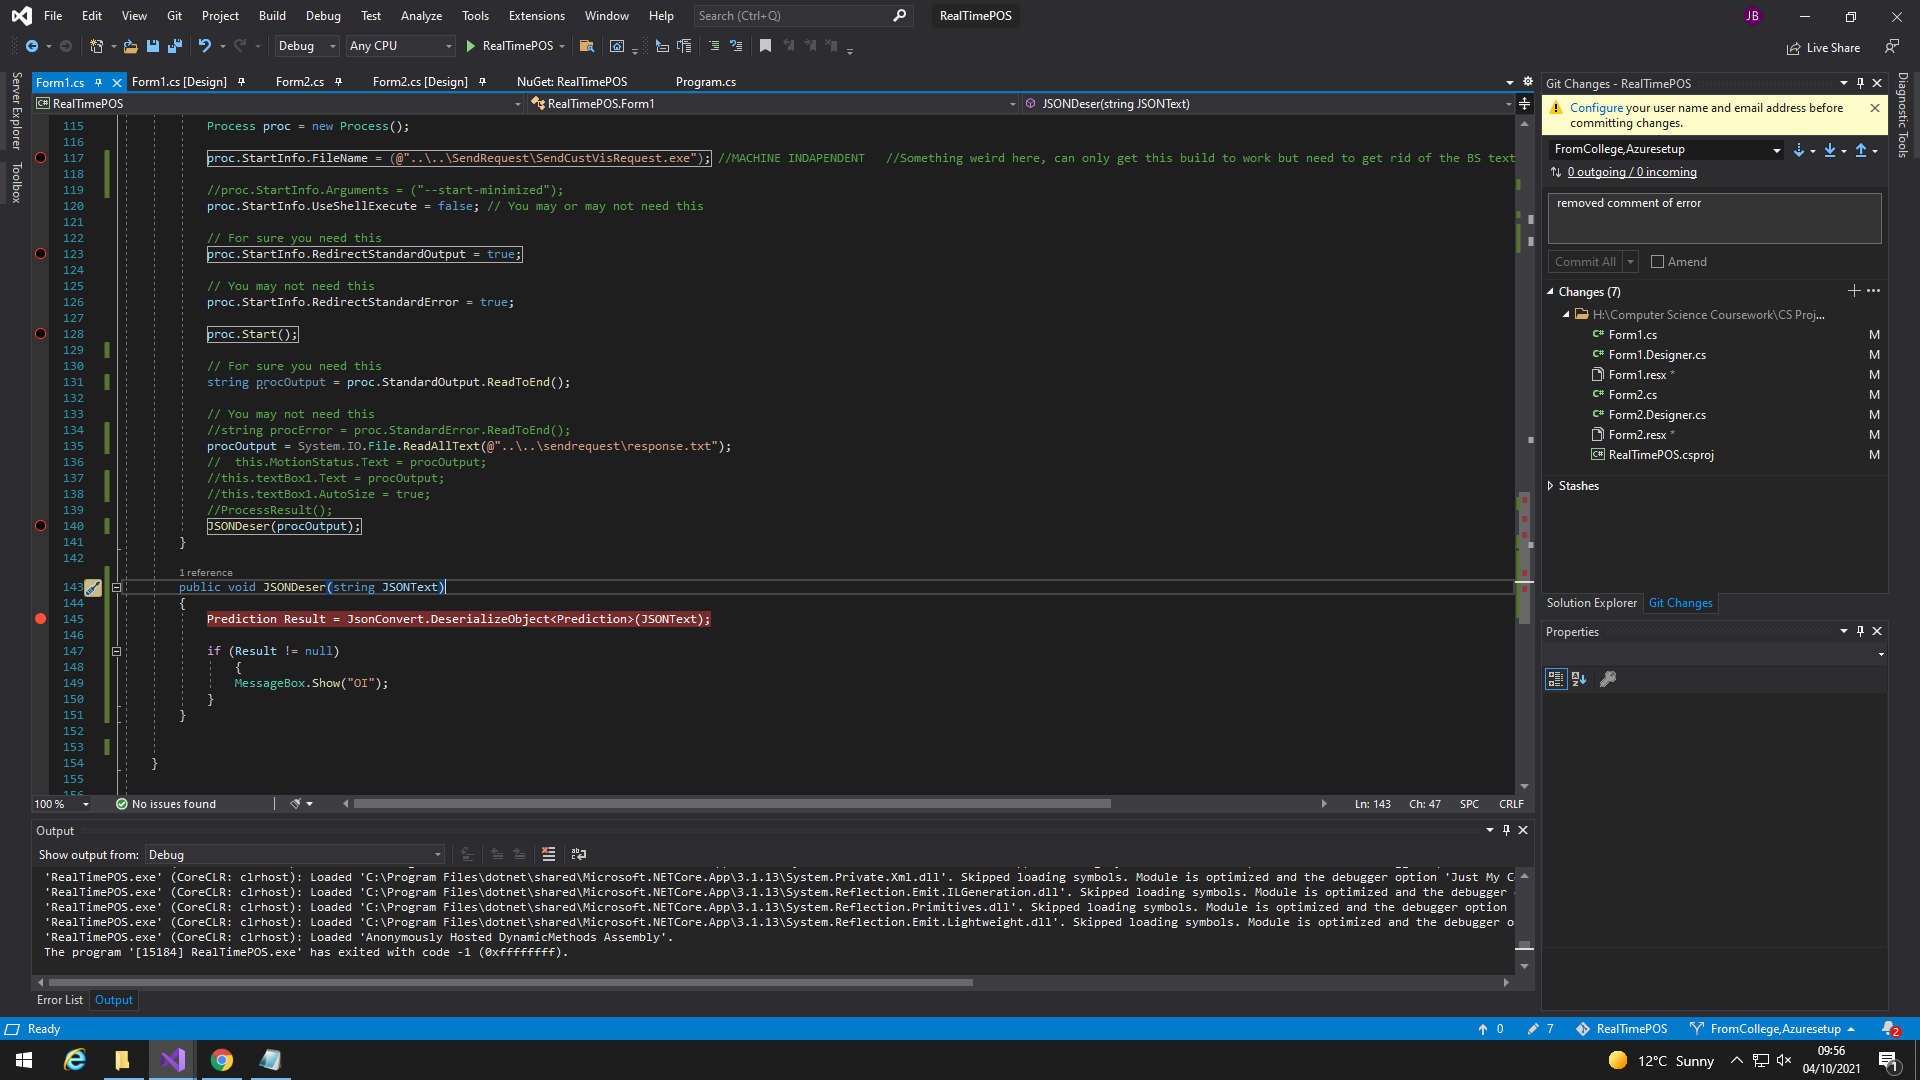 File Edit View Git Project Build Debug Test Analyze Tools Extensions Window Help Search (Ctrl+Q) RealTimePOS JB
Debug Any CPU RealTimePOS Live Share
Server Explorer
Toolbox
Form1.cs Form1.cs [Design] Form2.cs Form2.cs [Design] NuGet: RealTimePOS Program.cs
RealTimePOS RealTimePOS.Form1 JSONDeser(string JSONText)
115 Process proc = new Process();
116
117 proc.StartInfo.FileName = (@"..\..\SendRequest\SendCustVisRequest.exe"); //MACHINE INDAPENDENT //Something weird here, can only get this build to work but need to get rid of the BS text
118
119 //proc.StartInfo.Arguments = ("--start-minimized");
120 proc.StartInfo.UseShellExecute = false; // You may or may not need this
121
122 // For sure you need this
123 proc.StartInfo.RedirectStandardOutput = true;
124
125 // You may not need this
126 proc.StartInfo.RedirectStandardError = true;
127
128 proc.Start();
129
130 // For sure you need this
131 string procOutput = proc.StandardOutput.ReadToEnd();
132
133 // You may not need this
134 //string procError = proc.StandardError.ReadToEnd();
135 procOutput = System.IO.File.ReadAllText(@"..\..\sendrequest\response.txt");
136 //  this.MotionStatus.Text = procOutput;
137 //this.textBox1.Text = procOutput;
138 //this.textBox1.AutoSize = true;
139 //ProcessResult();
140 JSONDeser(procOutput);
141 }
142
1 reference
143 public void JSONDeser(string JSONText)
144 {
145 Prediction Result = JsonConvert.DeserializeObject<Prediction>(JSONText);
146
147 if (Result != null)
148 {
149 MessageBox.Show("OI");
150 }
151 }
152
153
154 }
155
156
100 % No issues found Ln: 143 Ch: 47 SPC CRLF
Output
Show output from: Debug
'RealTimePOS.exe' (CoreCLR: clrhost): Loaded 'C:\Program Files\dotnet\shared\Microsoft.NETCore.App\3.1.13\System.Private.Xml.dll'. Skipped loading symbols. Module is optimized and the debugger option 'Just My C
'RealTimePOS.exe' (CoreCLR: clrhost): Loaded 'C:\Program Files\dotnet\shared\Microsoft.NETCore.App\3.1.13\System.Reflection.Emit.ILGeneration.dll'. Skipped loading symbols. Module is optimized and the debugger
'RealTimePOS.exe' (CoreCLR: clrhost): Loaded 'C:\Program Files\dotnet\shared\Microsoft.NETCore.App\3.1.13\System.Reflection.Primitives.dll'. Skipped loading symbols. Module is optimized and the debugger option
'RealTimePOS.exe' (CoreCLR: clrhost): Loaded 'C:\Program Files\dotnet\shared\Microsoft.NETCore.App\3.1.13\System.Reflection.Emit.Lightweight.dll'. Skipped loading symbols. Module is optimized and the debugger o
'RealTimePOS.exe' (CoreCLR: clrhost): Loaded 'Anonymously Hosted DynamicMethods Assembly'.
The program '[15184] RealTimePOS.exe' has exited with code -1 (0xffffffff).
Error List Output
Git Changes - RealTimePOS
Configure your user name and email address before
committing changes.
FromCollege,Azuresetup
0 outgoing / 0 incoming
removed comment of error
Commit All Amend
Changes (7)
H:\Computer Science Coursework\CS Proj...
Form1.cs M
Form1.Designer.cs M
Form1.resx * M
Form2.cs M
Form2.Designer.cs M
Form2.resx * M
RealTimePOS.csproj M
Stashes
Solution Explorer Git Changes
Properties
Diagnostic Tools
Ready 0 7 RealTimePOS FromCollege,Azuresetup 2
12°C Sunny 09:56
04/10/2021 1